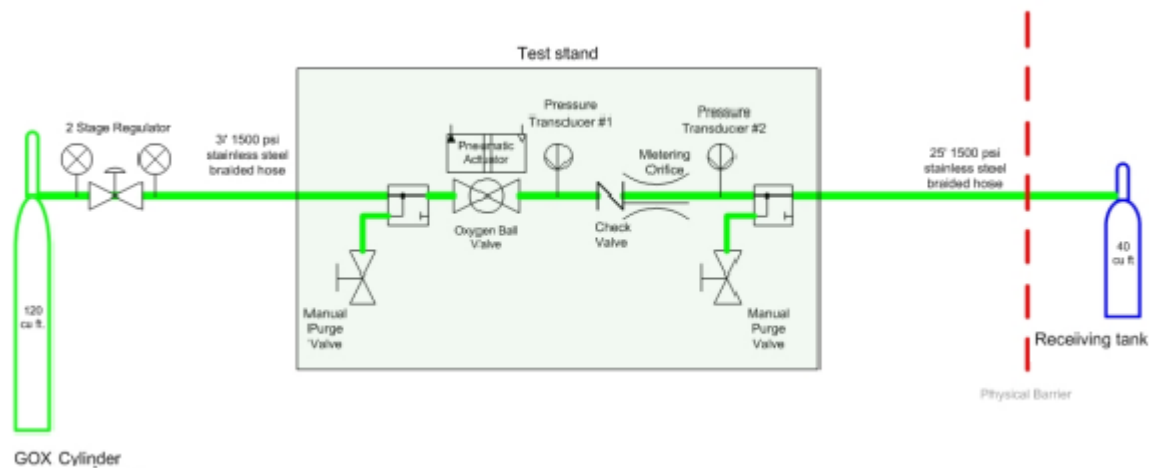 Test stand
2 Stage Regulator
3' 1500 psi
stainless steel
braided hose
Pneumatic
Actuator
Pressure
Transducer #1
Pressure
Transducer #2
Metering
Orifice
25' 1500 psi
stainless steel
braided hose
Oxygen Ball
Valve
Check
Valve
Manual
Purge
Valve
Manual
Purge
Valve
120
cu ft.
40
cu ft
Receiving tank
Physical Barrier
GOX Cylinder